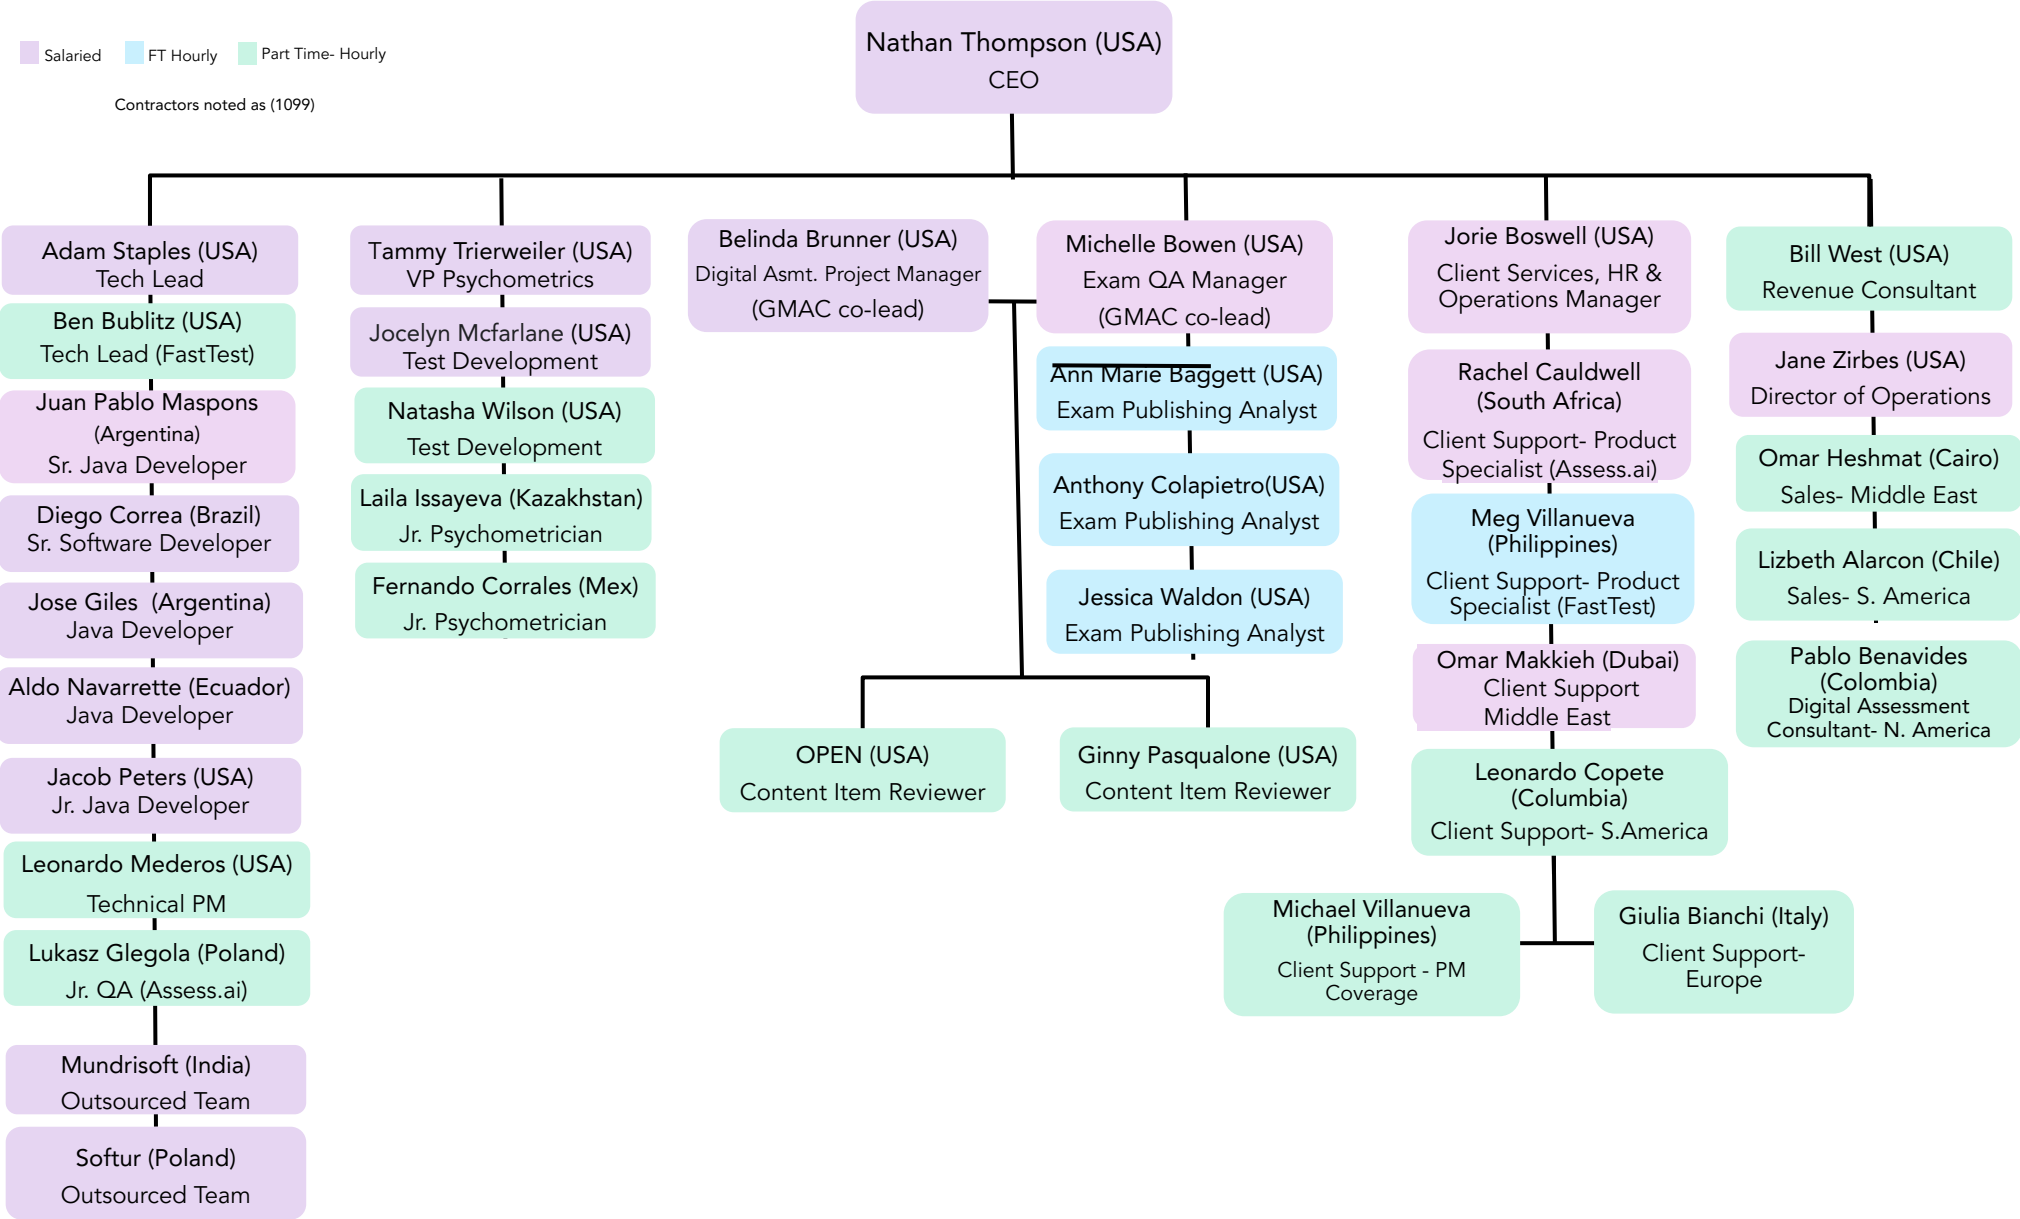 Nathan Thompson (USA)
CEO
Salaried
FT Hourly
Part Time- Hourly
Contractors noted as (1099)
Adam Staples (USA)
Tech Lead
Ben Bublitz (USA)
Tech Lead (FastTest)
Juan Pablo Maspons
(Argentina)
Sr. Java Developer
Diego Correa (Brazil)
Sr. Software Developer
Jose Giles (Argentina)
Java Developer
Aldo Navarrette (Ecuador)
Java Developer
Jacob Peters (USA)
Jr. Java Developer
Leonardo Mederos (USA)
Technical PM
Lukasz Glegola (Poland)
Jr. QA (Assess.ai)
Mundrisoft (India)
Outsourced Team
Softur (Poland)
Outsourced Team
Tammy Trierweiler (USA)
VP Psychometrics
Jocelyn Mcfarlane (USA)
Test Development
Natasha Wilson (USA)
Test Development
Laila Issayeva (Kazakhstan)
Jr. Psychometrician
Fernando Corrales (Mex)
Jr. Psychometrician
Belinda Brunner (USA)
Digital Asmt. Project Manager
(GMAC co-lead)
Michelle Bowen (USA)
Exam QA Manager
(GMAC co-lead)
Ann Marie Baggett (USA)
Exam Publishing Analyst
Anthony Colapietro(USA)
Exam Publishing Analyst
Jessica Waldon (USA)
Exam Publishing Analyst
OPEN (USA)
Content Item Reviewer
Ginny Pasqualone (USA)
Content Item Reviewer
Jorie Boswell (USA)
Client Services, HR &
Operations Manager
Rachel Cauldwell
(South Africa)
Client Support- Product
Specialist (Assess.ai)
Meg Villanueva
(Philippines)
Client Support- Product
Specialist (FastTest)
Omar Makkieh (Dubai)
Client Support
Middle East
Leonardo Copete
(Columbia)
Client Support- S.America
Michael Villanueva
(Philippines)
Client Support - PM
Coverage
Giulia Bianchi (Italy)
Client Support-
Europe
Bill West (USA)
Revenue Consultant
Jane Zirbes (USA)
Director of Operations
Omar Heshmat (Cairo)
Sales- Middle East
Lizbeth Alarcon (Chile)
Sales- S. America
Pablo Benavides
(Colombia)
Digital Assessment
Consultant- N. America